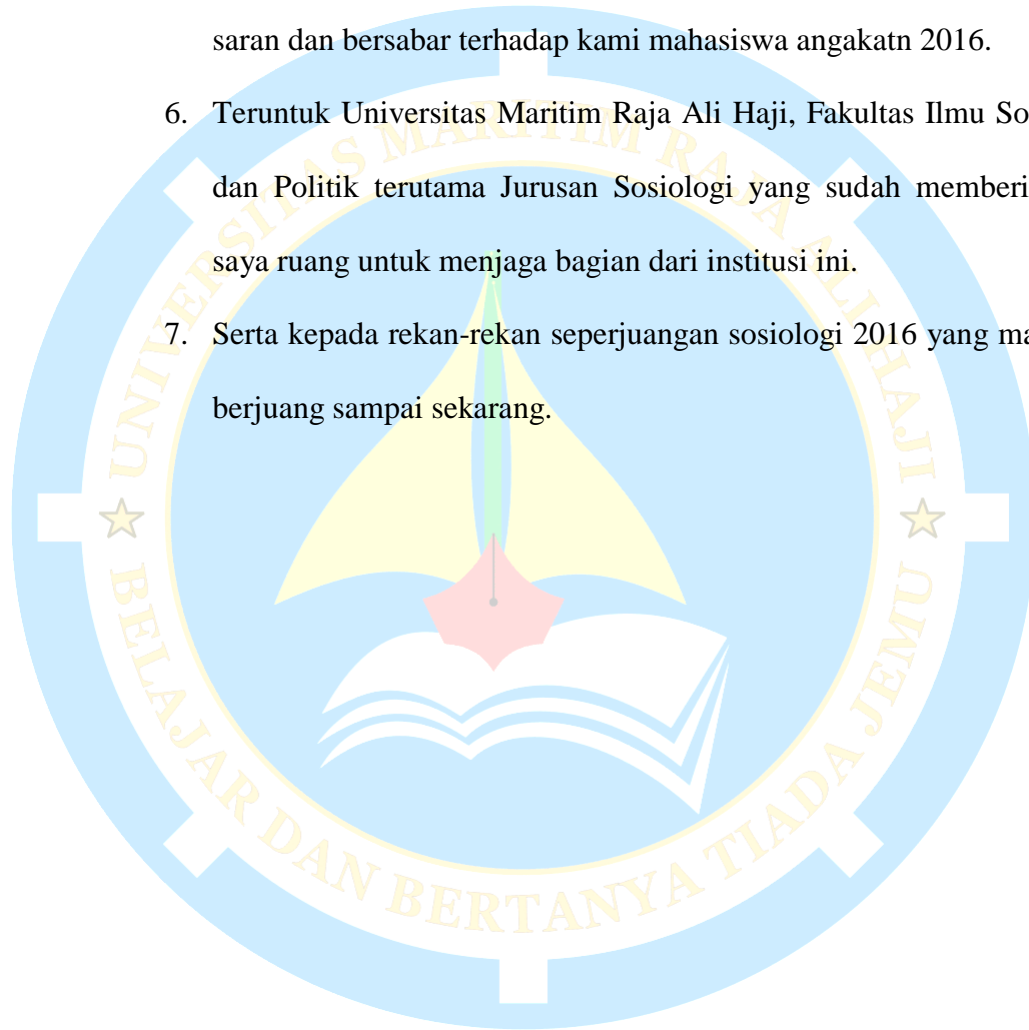 saran dan bersabar terhadap kami mahasiswa angakatn 2016.
6. Teruntuk Universitas Maritim Raja Ali Haji, Fakultas Ilmu So
dan Politik terutama Jurusan Sosiologi yang sudah memberi
saya ruang untuk menjaga bagian dari institusi ini.
7. Serta kepada rekan-rekan seperjuangan sosiologi 2016 yang ma
berjuang sampai sekarang.
UNIVERSITAS MARITIM RAJA ALI HAJI
BELAJAR DAN BERTANYA TIADA JEMU